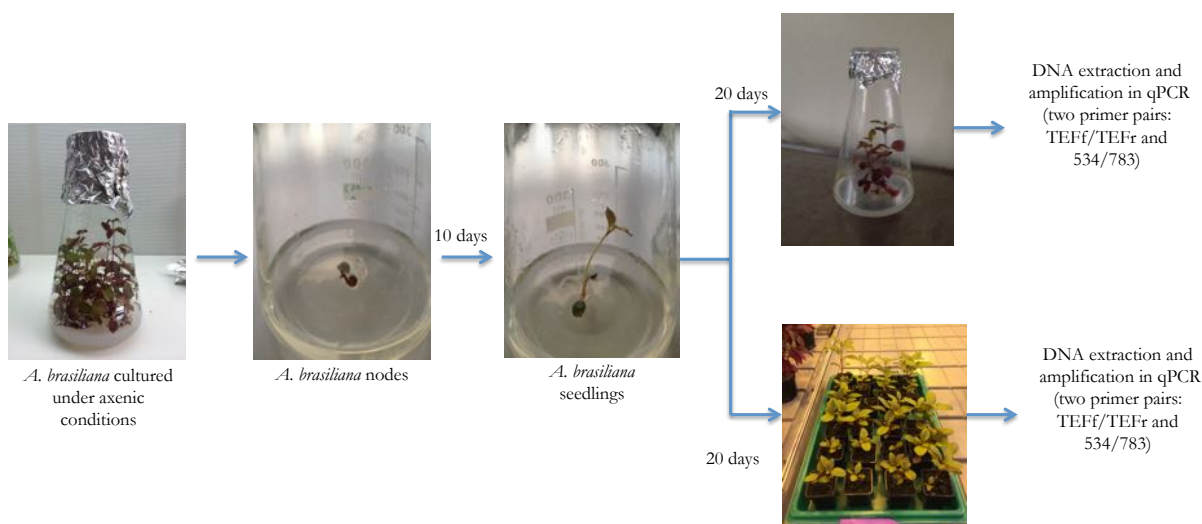 A. brasiliana cultured
under axenic
conditions
A. brasiliana nodes
10 days
A. brasiliana
seedlings
20 days
DNA extraction and
amplification in qPCR
(two primer pairs:
TEFf/TEFr and
534/783)
20 days
DNA extraction and
amplification in qPCR
(two primer pairs:
TEFf/TEFr and
534/783)